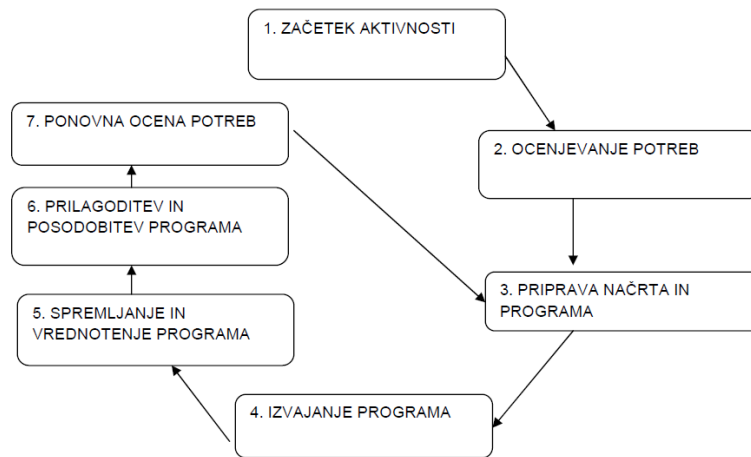 1. ZAČETEK AKTIVNOSTI
2. OCENJEVANJE POTREB
3. PRIPRAVA NAČRTA IN
PROGRAMA
4. IZVAJANJE PROGRAMA
5. SPREMLJANJE IN
VREDNOTENJE PROGRAMA
6. PRILAGODITEV IN
POSODOBITEV PROGRAMA
7. PONOVNA OCENA POTREB